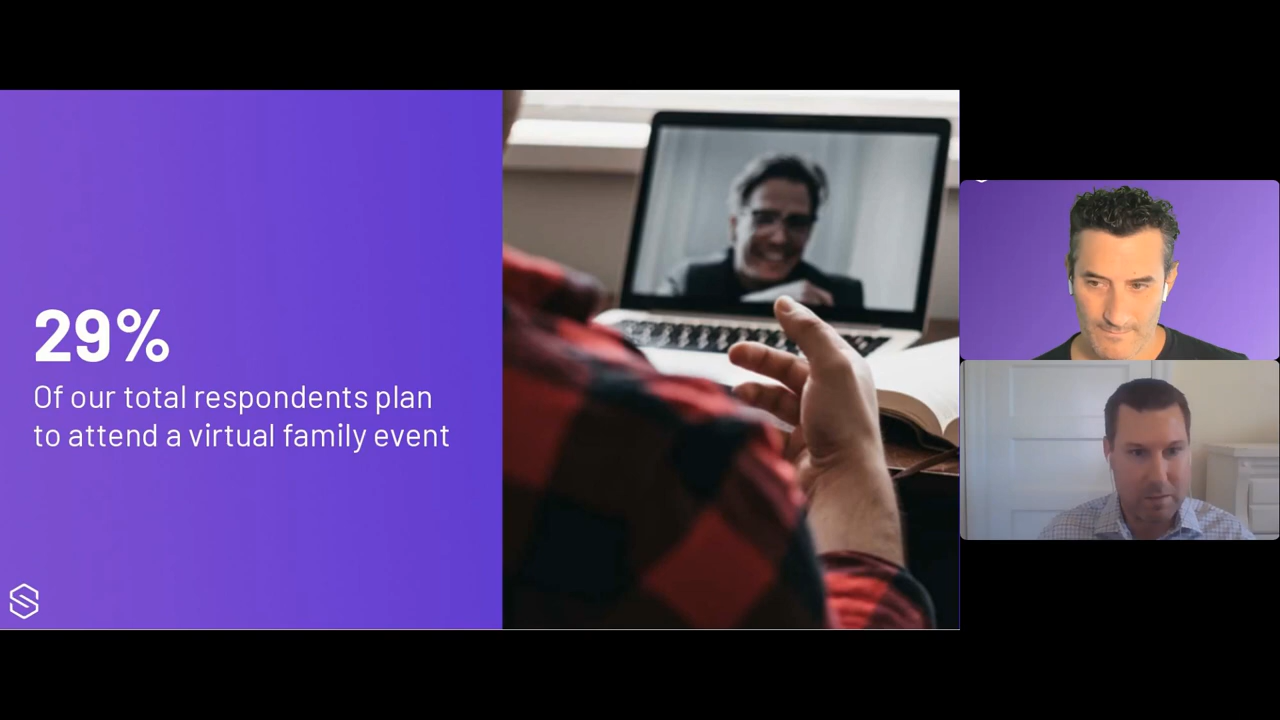 29%
Of our total respondents plan
to attend a virtual family event